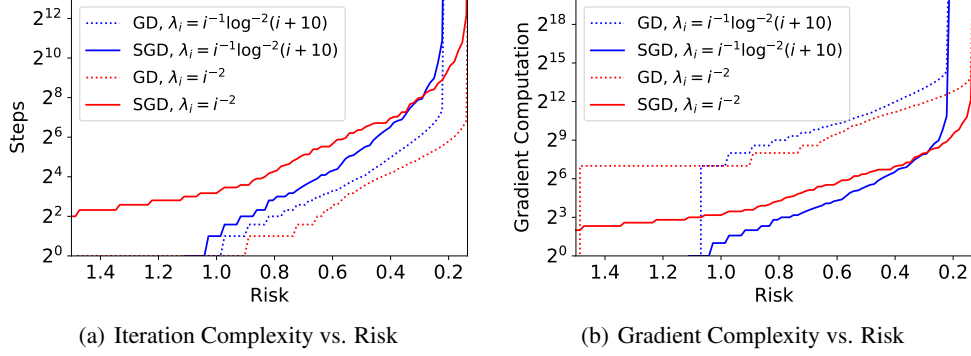 2^12
2^10
2^8
2^6
2^4
2^2
2^0
Steps
GD, λ_i = i^{-1}log^{-2}(i + 10)
SGD, λ_i = i^{-1}log^{-2}(i + 10)
GD, λ_i = i^{-2}
SGD, λ_i = i^{-2}
1.4 1.2 1.0 0.8 0.6 0.4 0.2
Risk
(a) Iteration Complexity vs. Risk
2^18
2^15
2^12
2^9
2^6
2^3
2^0
Gradient Computation
GD, λ_i = i^{-1}log^{-2}(i + 10)
SGD, λ_i = i^{-1}log^{-2}(i + 10)
GD, λ_i = i^{-2}
SGD, λ_i = i^{-2}
1.4 1.2 1.0 0.8 0.6 0.4 0.2
Risk
(b) Gradient Complexity vs. Risk